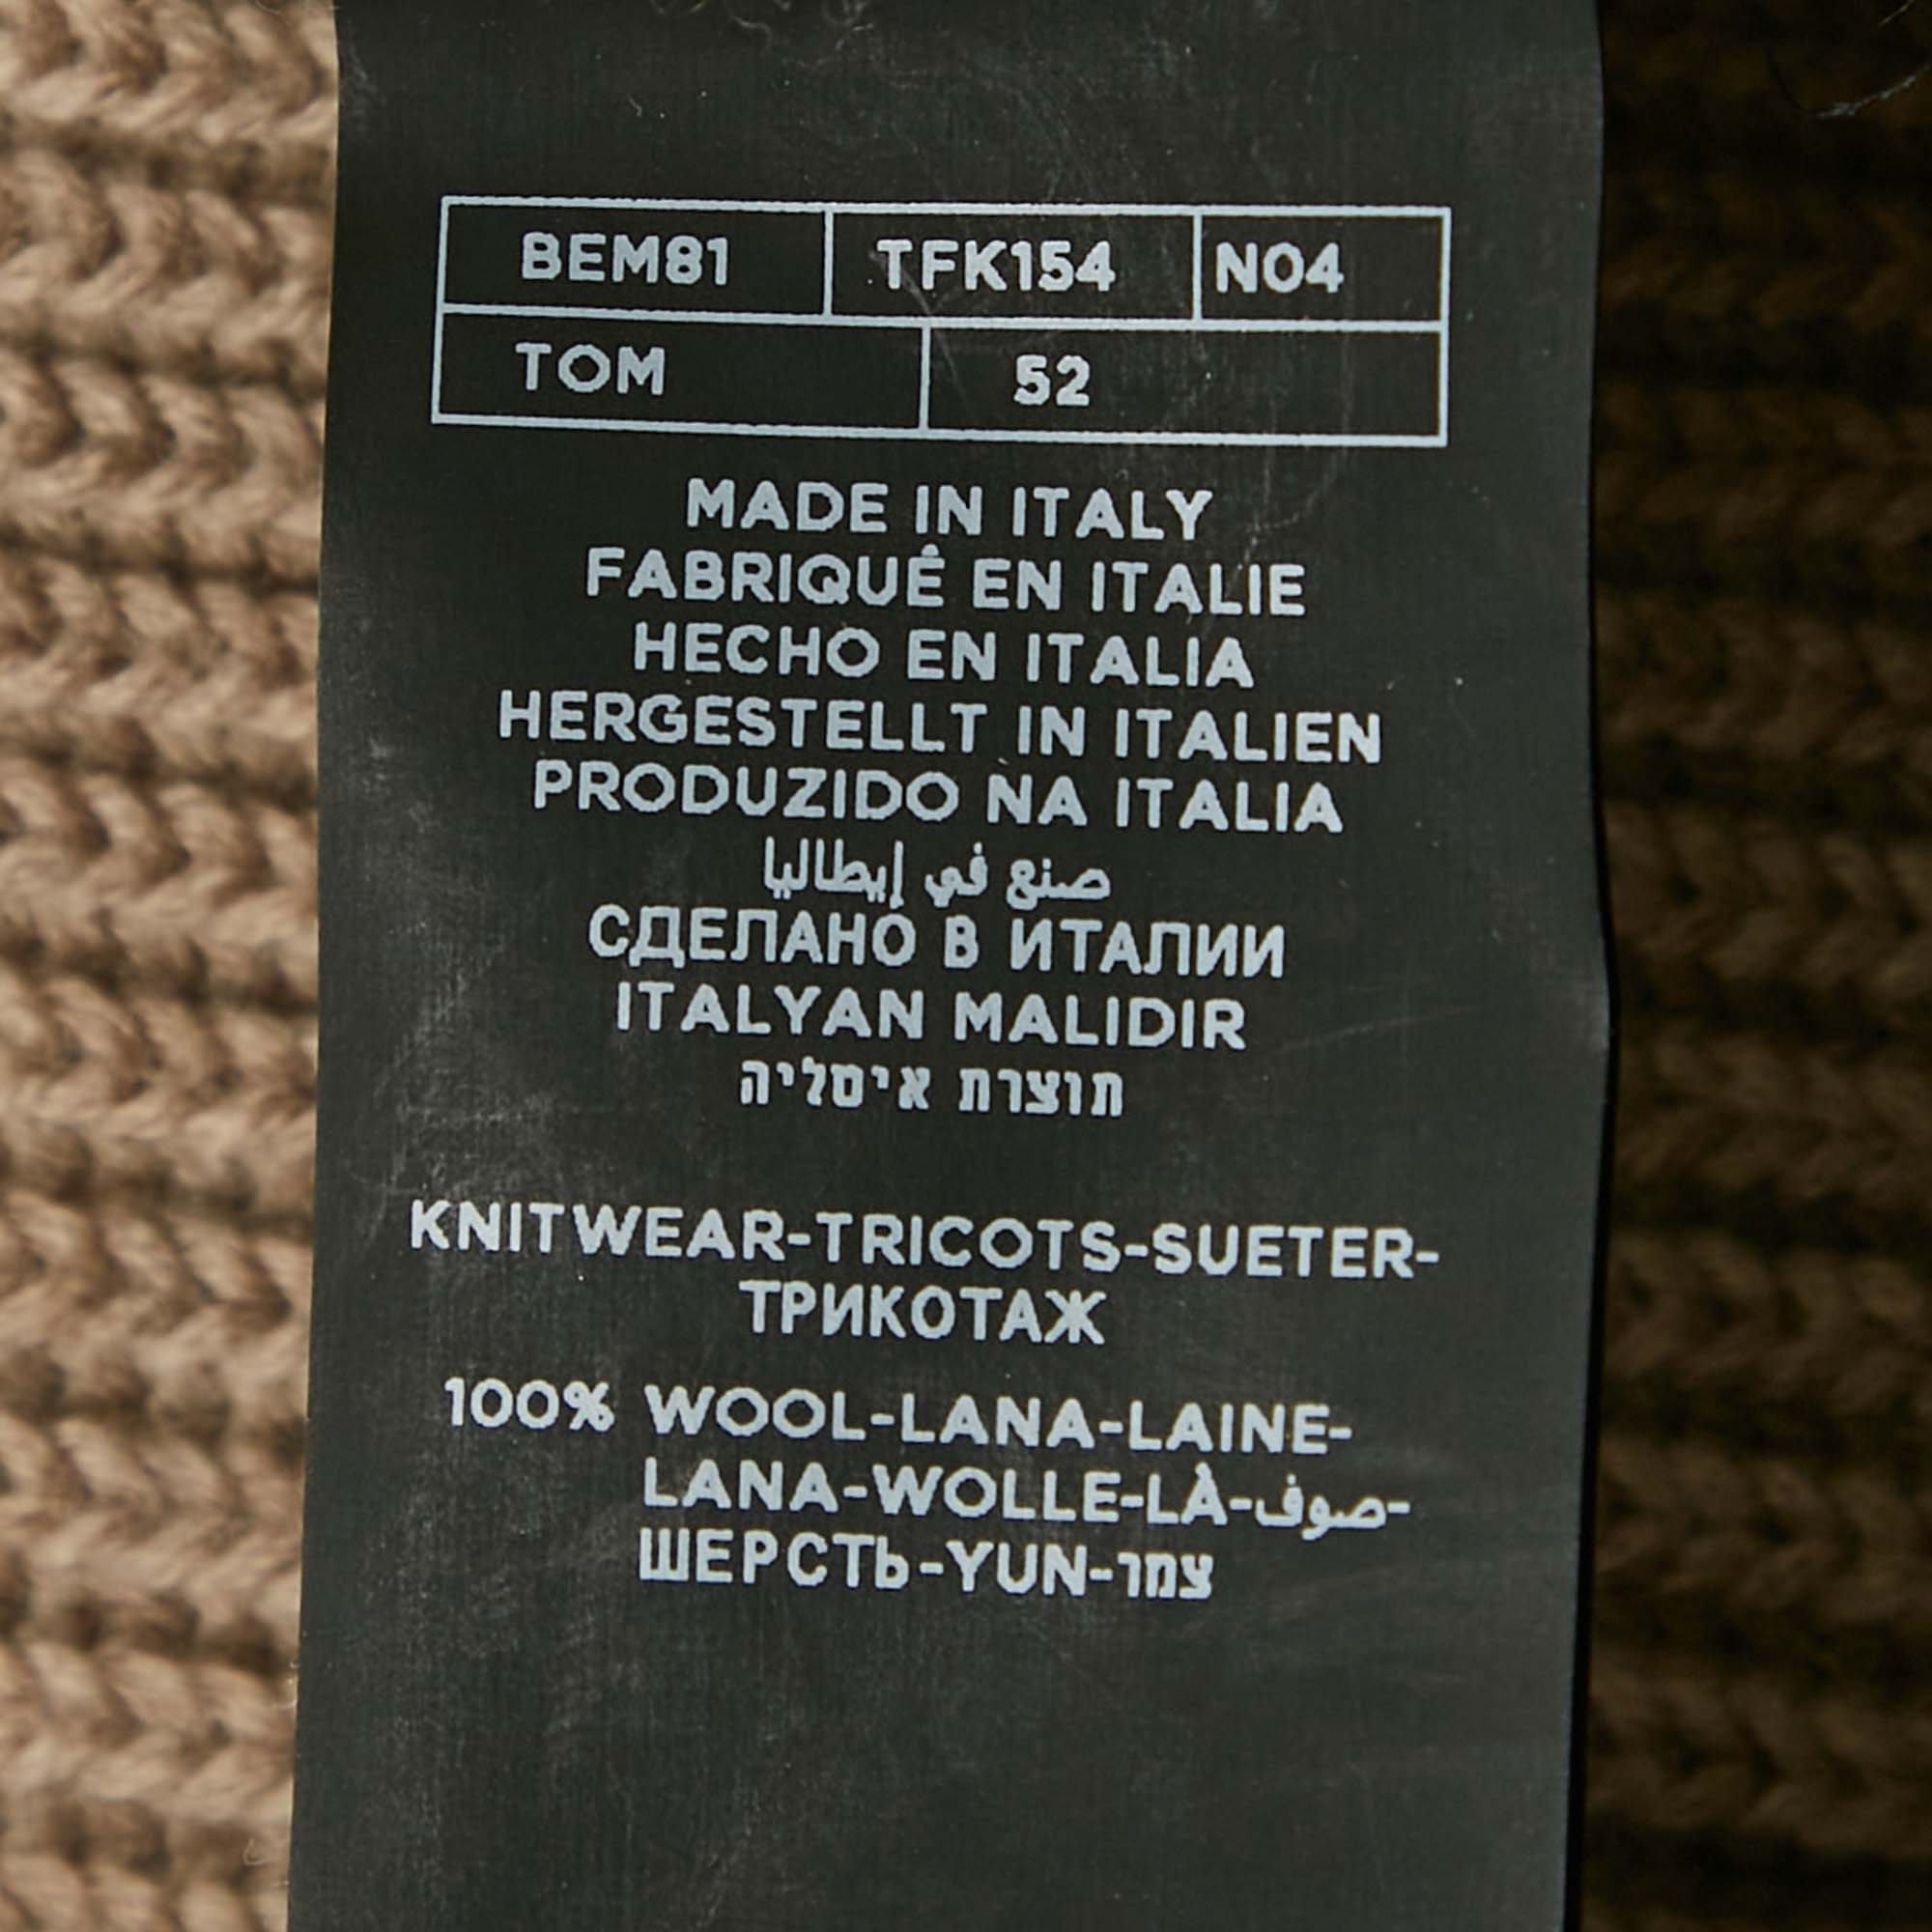 BEM81 TFK154 N04
TOM 52
MADE IN ITALY
FABRIQUÉ EN ITALIE
HECHO EN ITALIA
HERGESTELLT IN ITALIEN
PRODUZIDO NA ITALIA
صنع في إيطاليا
СДЕЛАНО В ИТАЛИИ
ITALYAN MALIDIR
תוצרת איסליה
KNITWEAR-TRICOTS-SUETER-
ТРИКОТАЖ
100% WOOL-LANA-LAINE-
LANA-WOLLE-LÀ-صوف-
ШЕРСТЬ-YUN-צמר